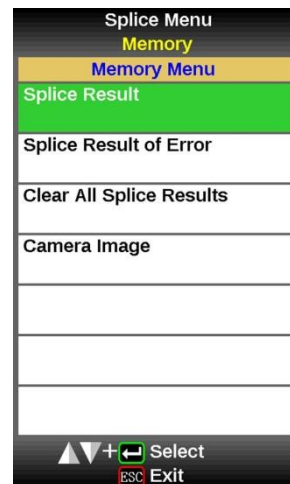 Splice Menu
Memory
Memory Menu
Splice Result
Splice Result of Error
Clear All Splice Results
Camera Image
+ Select
ESC Exit